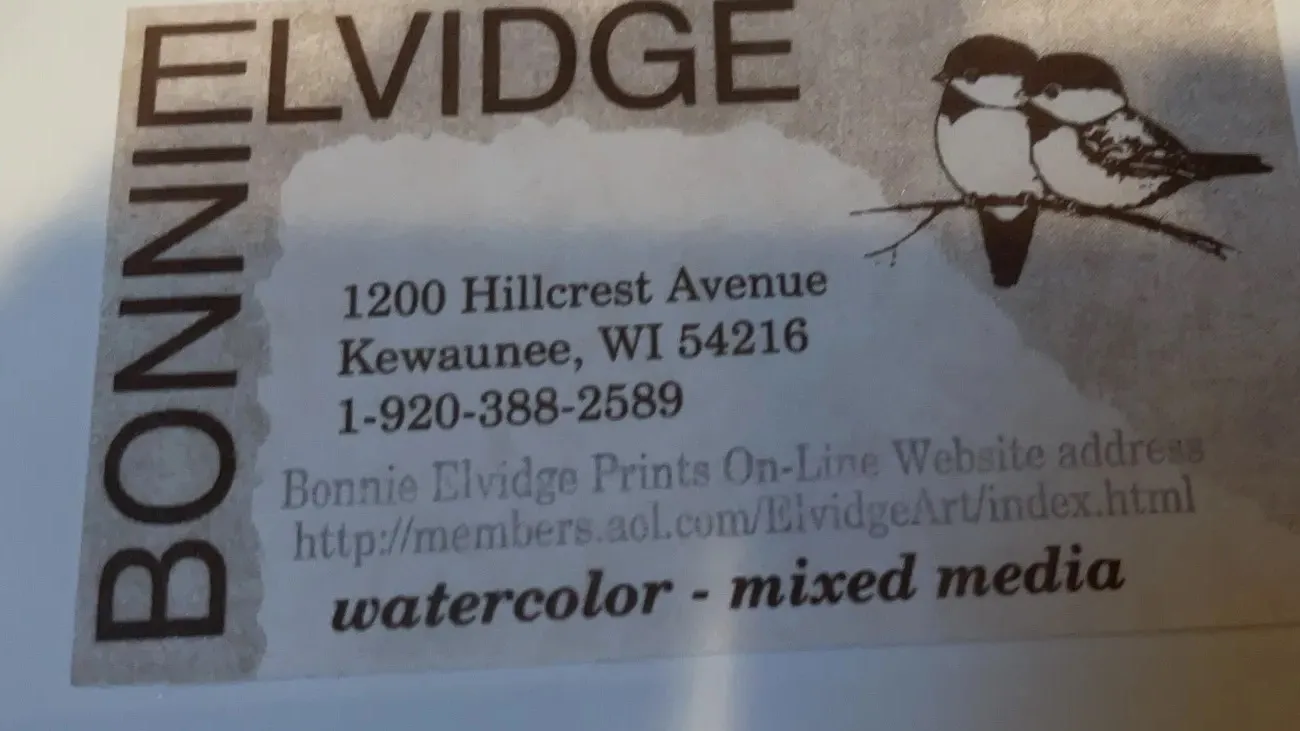 BONNIE
ELVIDGE
1200 Hillcrest Avenue
Kewaunee, WI 54216
1-920-388-2589
Bonnie Elvidge Prints On-Line Website address
http://members.aol.com/ElvidgeArt/index.html
watercolor - mixed media